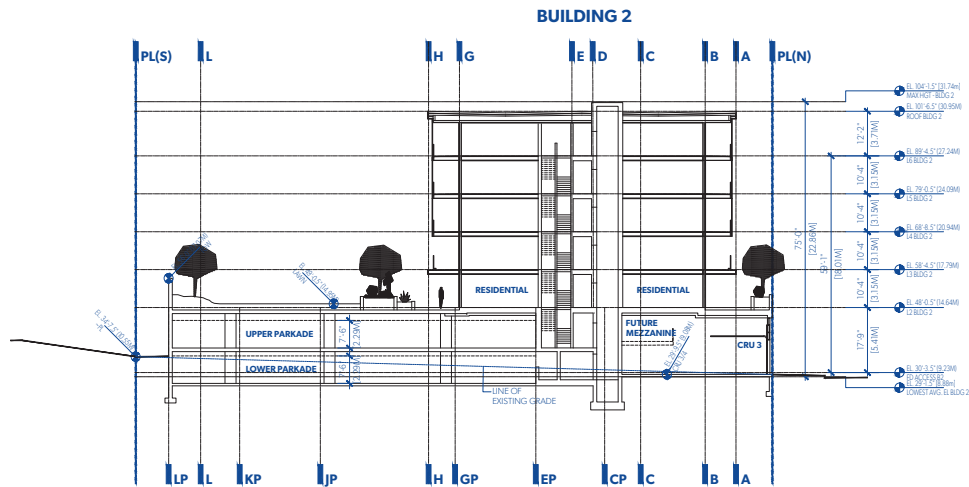 BUILDING 2
PL(S) L H G E D C B A PL(N)
EL 104'-1.5" [31.74m]
MAX HGT - BLDG 2
EL 101'-6.5" (30.95M)
ROOF BLDG 2
12'-2"
[3.71M]
EL 89'-4.5" (27.24M)
L6 BLDG 2
10'-4"
[3.15M]
EL 79'-0.5" (24.09M)
L5 BLDG 2
10'-4"
[3.15M]
EL 68'-8.5" (20.94M)
L4 BLDG 2
10'-4"
[3.15M]
EL 58'-4.5" (17.79M)
L3 BLDG 2
10'-4"
[3.15M]
EL 48'-0.5" (14.64M)
L2 BLDG 2
17'-9"
[5.41M]
EL 30'-3.5" (9.23M)
EL 29'-1.5" [8.88m]
LOWEST AVG. EL BLDG 2
75'-0"
[22.86M]
59'-1"
[18.01M]
RESIDENTIAL
RESIDENTIAL
UPPER PARKADE
7'-6"
[2.29M]
FUTURE
MEZZANINE
CRU 3
LOWER PARKADE
7'-6"
LINE OF
EXISTING GRADE
LP L KP JP H GP EP CP C B A